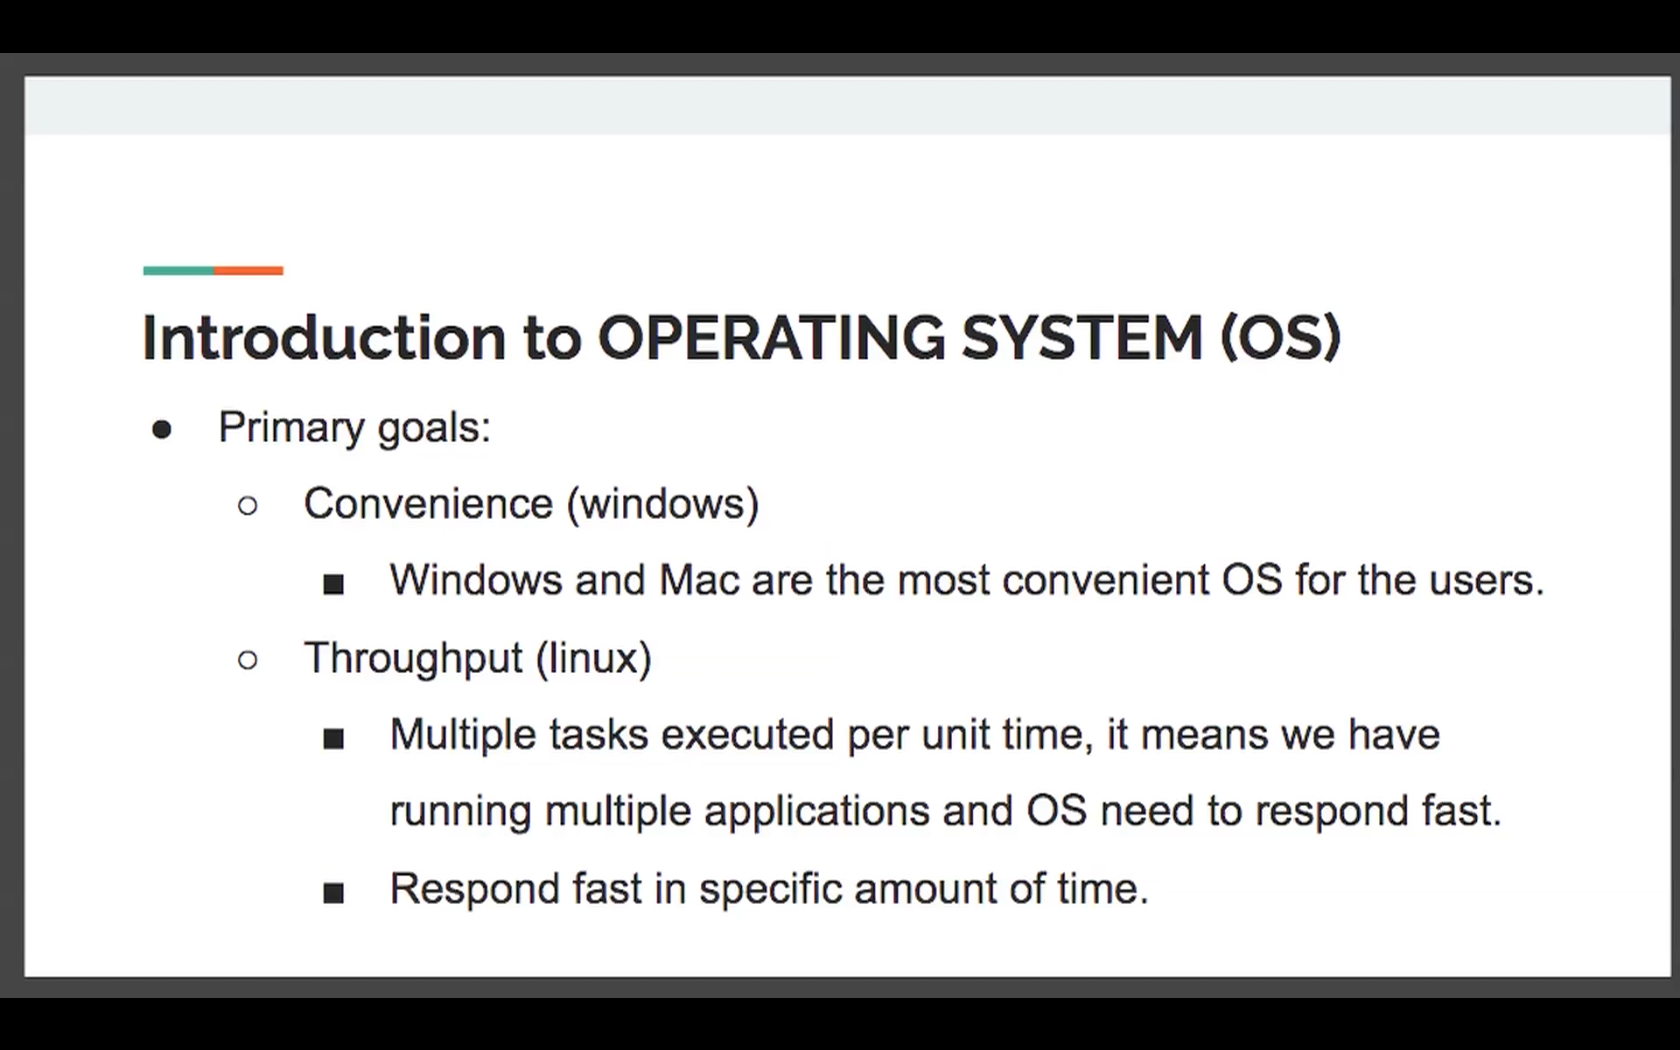 Introduction to OPERATING SYSTEM (OS)
● Primary goals:
○ Convenience (windows)
■ Windows and Mac are the most convenient OS for the users.
○ Throughput (linux)
■ Multiple tasks executed per unit time, it means we have
running multiple applications and OS need to respond fast.
■ Respond fast in specific amount of time.